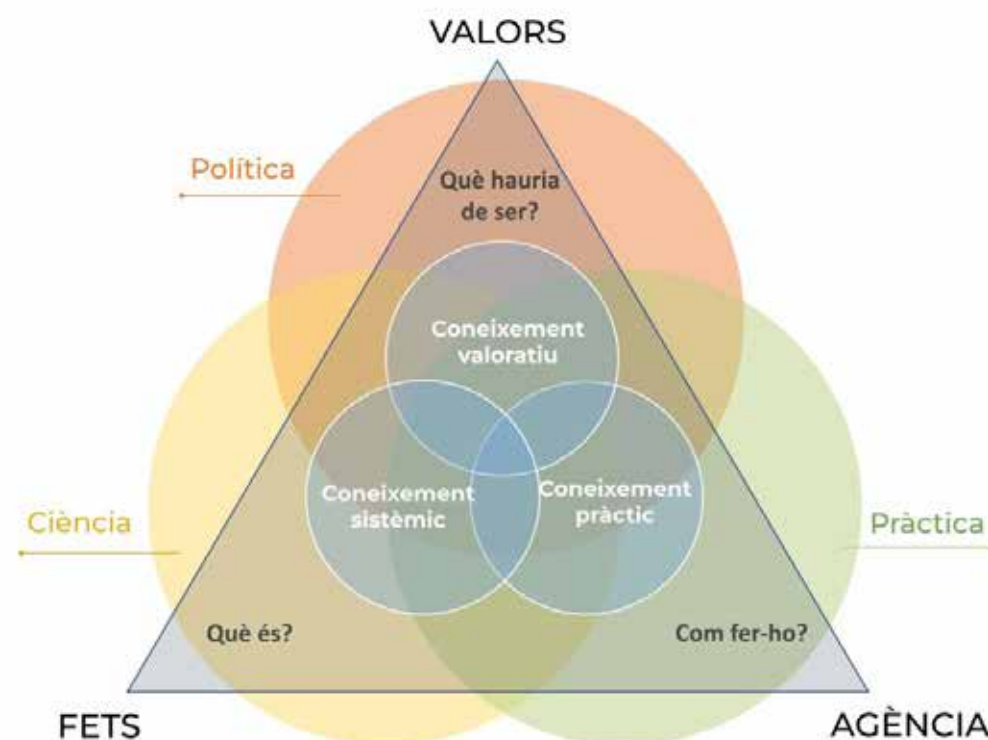 VALORS
Política
Què hauria
de ser?
Coneixement
valoratiu
Coneixement
sistèmic
Coneixement
pràctic
Ciència
Pràctica
Què és?
Com fer-ho?
FETS
AGÈNCIA